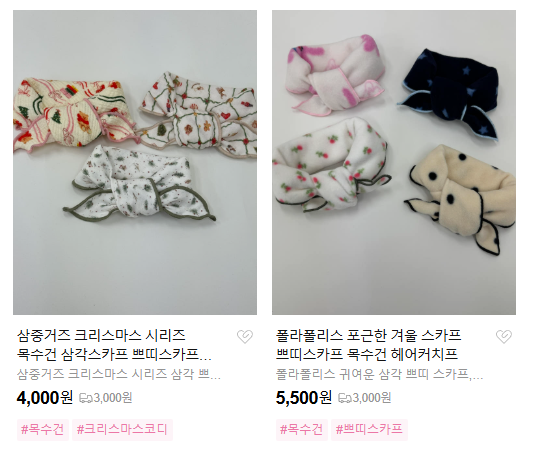 삼중거즈 크리스마스 시리즈
목수건 삼각스카프 쁘띠스카프...
삼중거즈 크리스마스 시리즈 삼각 쁘...
4,000원 3,000원
#목수건 #크리스마스코디
폴라폴리스 포근한 겨울 스카프
쁘띠스카프 목수건 헤어커치프
폴라폴리스 귀여운 삼각 쁘띠 스카프,...
5,500원 3,000원
#목수건 #쁘띠스카프